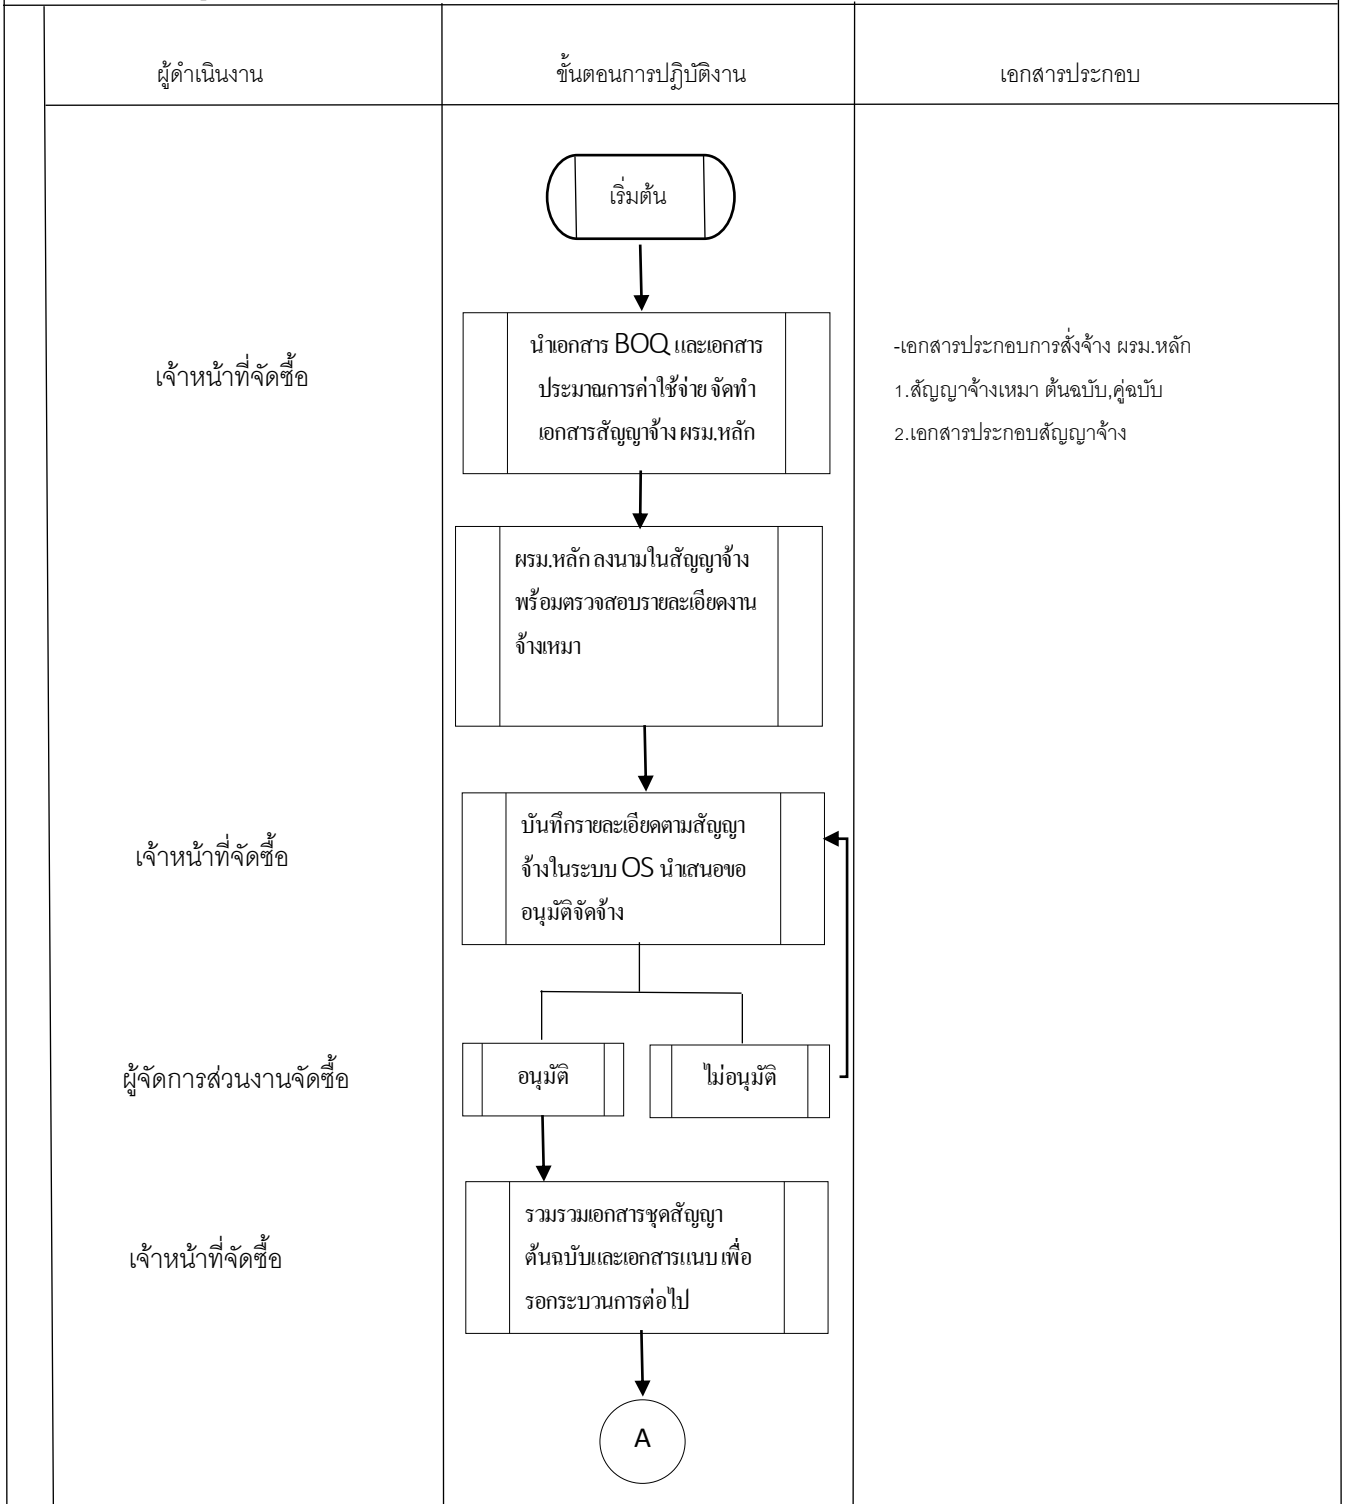 ผู้ดำเนินงาน
ขั้นตอนการปฏิบัติงาน
เอกสารประกอบ
เริ่มต้น
เจ้าหน้าที่จัดซื้อ
นำเอกสาร BOQ และเอกสาร
ประมาณการค่าใช้จ่าย จัดทำ
เอกสารสัญญาจ้าง ผรม.หลัก
-เอกสารประกอบการสั่งจ้าง ผรม.หลัก
1.สัญญาจ้างเหมา ต้นฉบับ,คู่ฉบับ
2.เอกสารประกอบสัญญาจ้าง
ผรม.หลัก ลงนามในสัญญาจ้าง
พร้อมตรวจสอบรายละเอียดงาน
จ้างเหมา
เจ้าหน้าที่จัดซื้อ
บันทึกรายละเอียดตามสัญญา
จ้างในระบบ OS นำเสนอขอ
อนุมัติจัดจ้าง
ผู้จัดการส่วนงานจัดซื้อ
อนุมัติ
ไม่อนุมัติ
เจ้าหน้าที่จัดซื้อ
รวมรวมเอกสารชุดสัญญา
ต้นฉบับและเอกสารแนบ เพื่อ
รอกระบวนการต่อไป
A